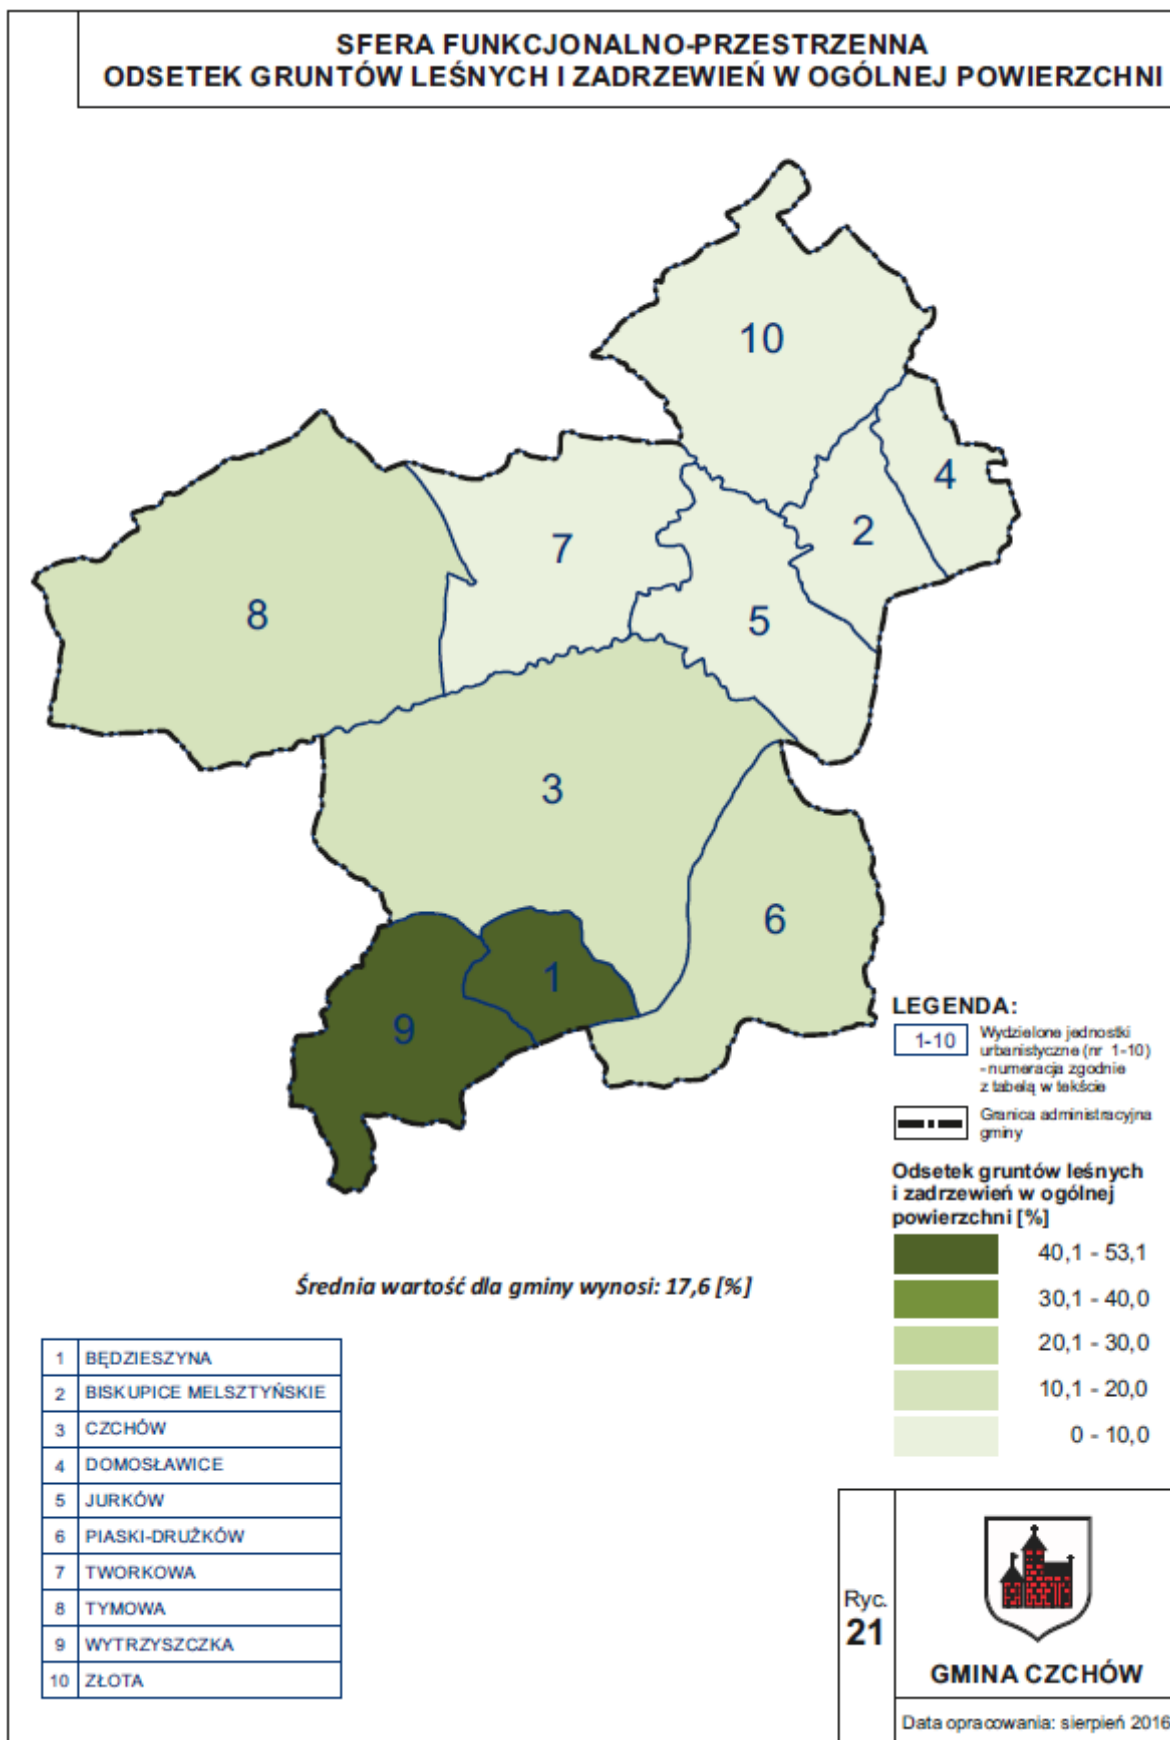 SFERA FUNKCJONALNO-PRZESTRZENNA
ODSETEK GRUNTÓW LEŚNYCH I ZADRZEWIEŃ W OGÓLNEJ POWIERZCHNI
10
4
2
7
5
8
3
6
1
9
LEGENDA:
1-10
Wydzielone jednostki
urbanistyczne (nr 1-10)
- numeracja zgodnie
z tabelą w tekście
Granica administracyjna
gminy
Odsetek gruntów leśnych
i zadrzewień w ogólnej
powierzchni [%]
40,1 - 53,1
30,1 - 40,0
20,1 - 30,0
10,1 - 20,0
0 - 10,0
Średnia wartość dla gminy wynosi: 17,6 [%]
1 BĘDZIESZYNA
2 BISKUPICE MELSZTYŃSKIE
3 CZCHÓW
4 DOMOSŁAWICE
5 JURKÓW
6 PIASKI-DRUŻKÓW
7 TWORKOWA
8 TYMOWA
9 WYTRZYSZCZKA
10 ZŁOTA
Ryc.
21
GMINA CZCHÓW
Data opracowania: sierpień 2016